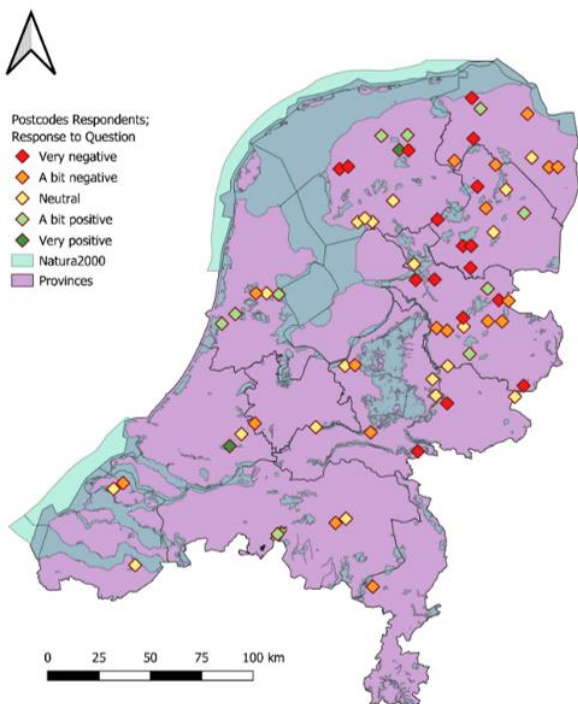 Postcodes Respondents;
Response to Question
Very negative
A bit negative
Neutral
A bit positive
Very positive
Natura2000
Provinces
0 25 50 75 100 km